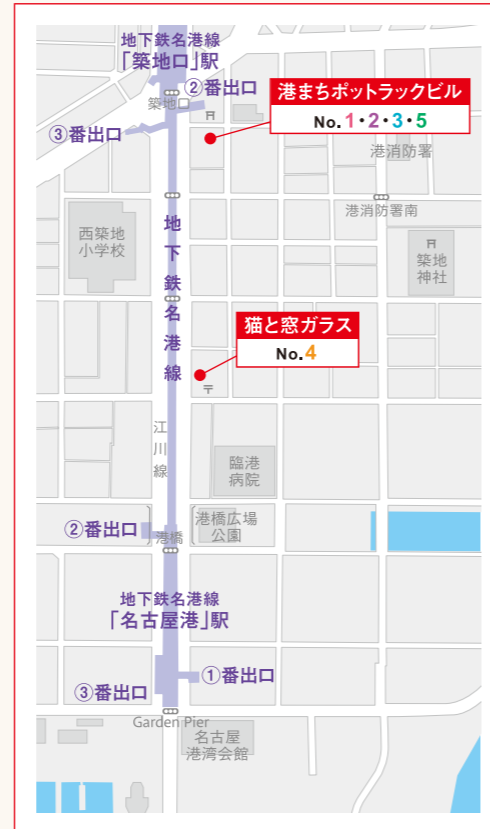 地下鉄名港線
「築地口」駅
②番出口
築地口
③番出口
港まちポットラックビル
No.1・2・3・5
港消防署
港消防署南
西築地
小学校
地下鉄名港線
築地
神社
猫と窓ガラス
No.4
〒
江川線
臨港
病院
②番出口
港橋広場
公園
港橋
地下鉄名港線
「名古屋港」駅
①番出口
③番出口
Garden Pier
名古屋
港湾会館